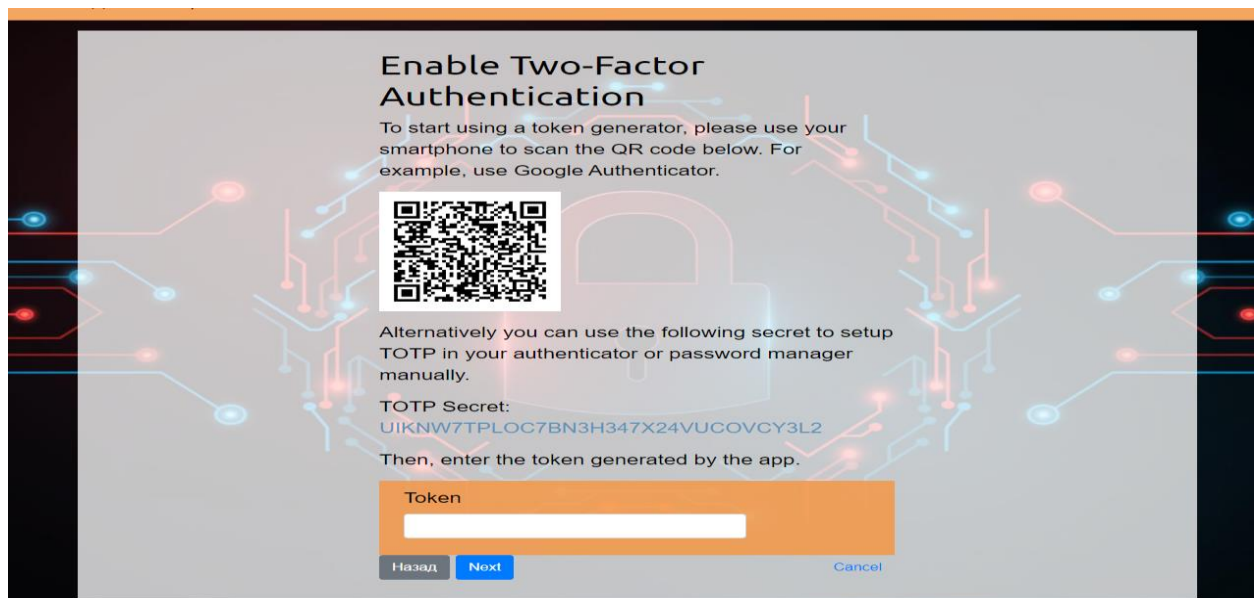 Enable Two-Factor
Authentication
To start using a token generator, please use your
smartphone to scan the QR code below. For
example, use Google Authenticator.
Alternatively you can use the following secret to setup
TOTP in your authenticator or password manager
manually.
TOTP Secret:
UIKNW7TPLOC7BN3H347X24VUCOVCY3L2
Then, enter the token generated by the app.
Token
Назад Next Cancel